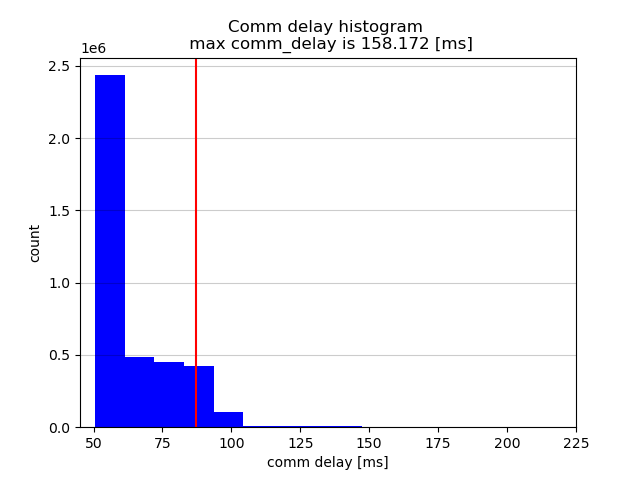 Comm delay histogram
max comm_delay is 158.172 [ms]
1e6
2.5
2.0
1.5
1.0
0.5
0.0
count
50 75 100 125 150 175 200 225
comm delay [ms]